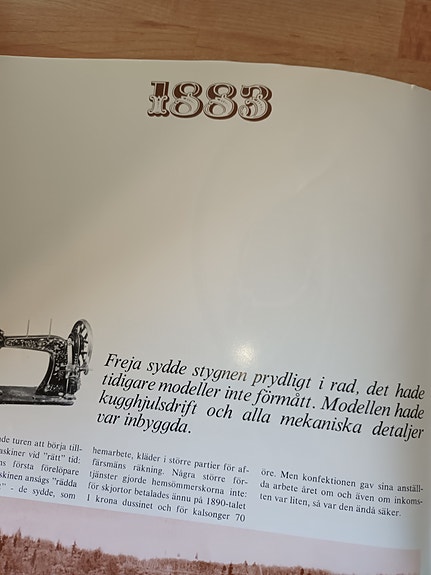 1883
Freja sydde stygnen prydligt i rad, det hade
tidigare modeller inte förmått. Modellen hade
kugghjulsdrift och alla mekaniska detaljer
var inbyggda.
de turen att börja till-
skiner vid "rätt" tid:
ns första förelöpare
skinen ansågs "rädda
- de sydde, som
hemarbete, kläder i större partier för af-
färsmäns räkning. Några större för-
tjänster gjorde hemsömmerskorna inte:
för skjortor betalades ännu på 1890-talet
1 krona dussinet och för kalsonger 70
öre. Men konfektionen gav sina anställ-
da arbete året om och även om inkoms-
ten var liten, så var den ändå säker.